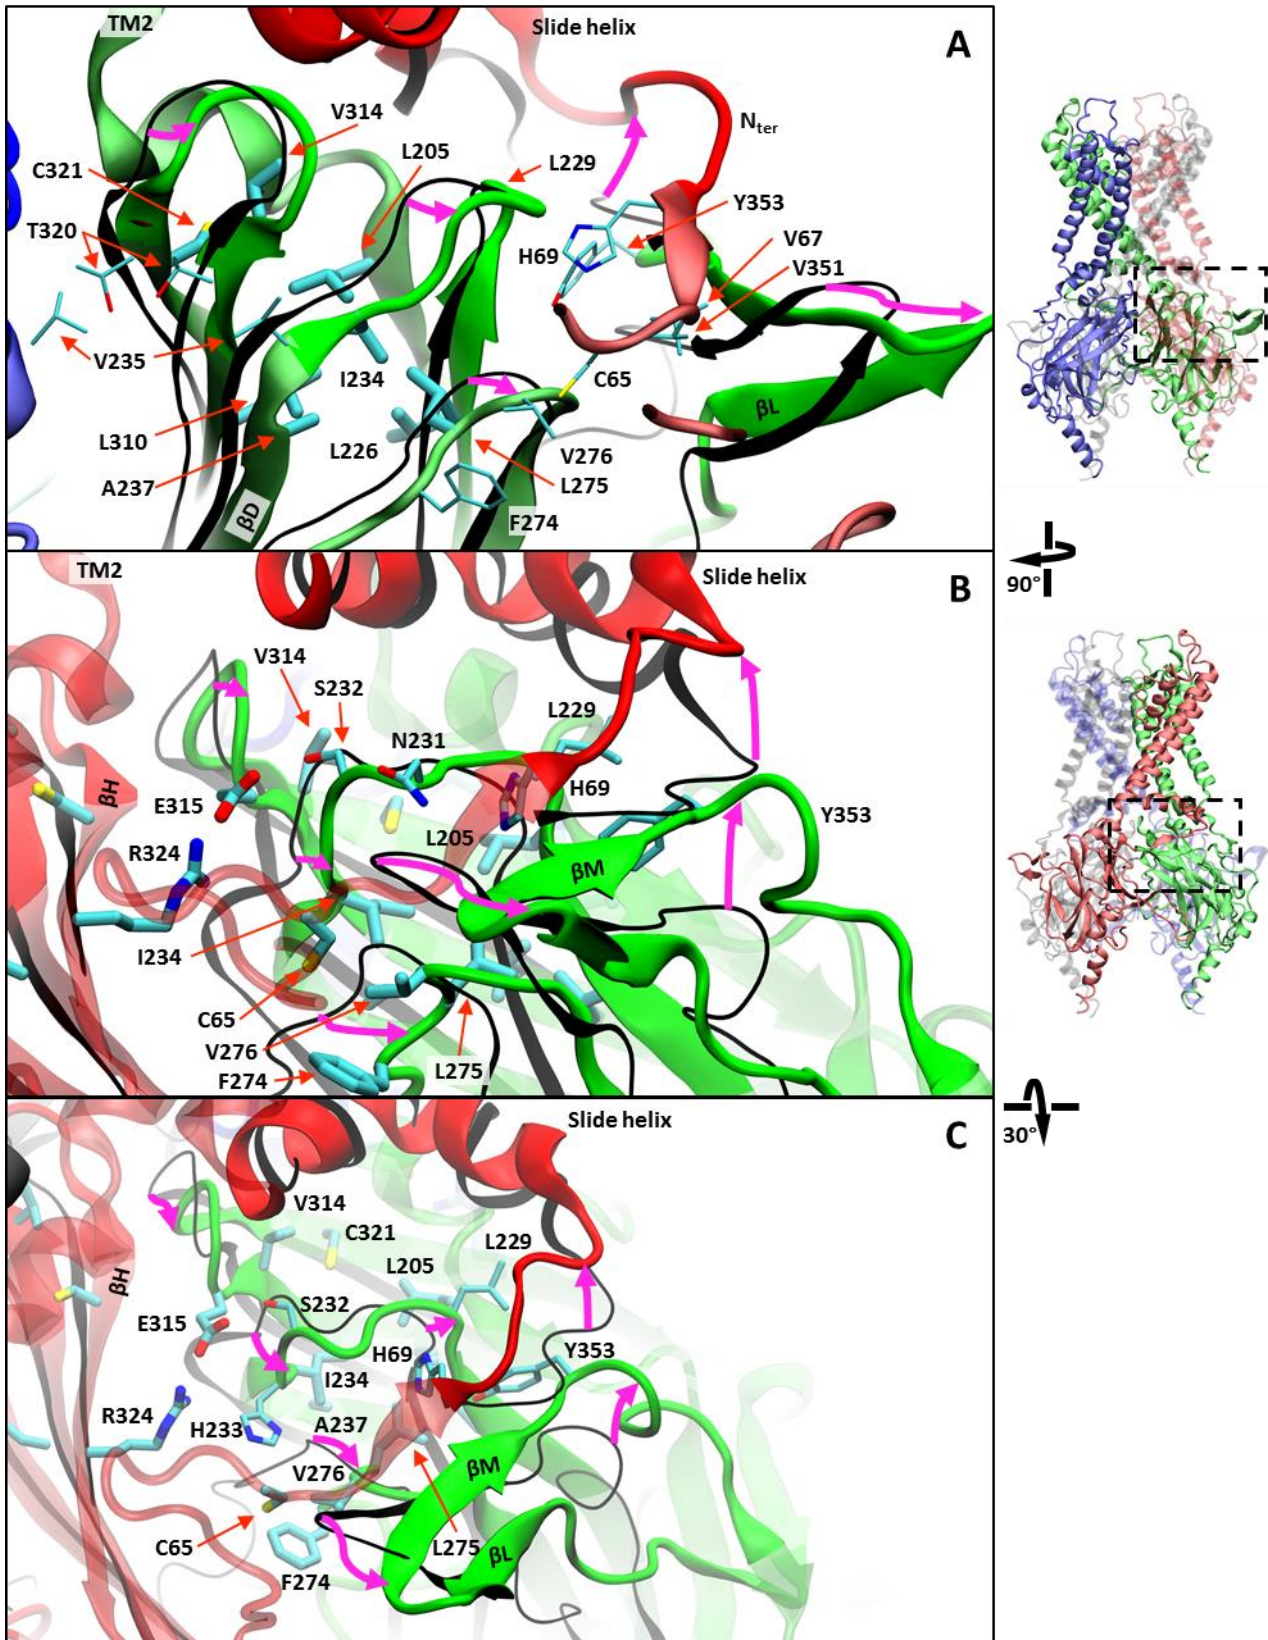 TM2
Slide helix
A
V314
N ter
C321
L205
L229
T320
Y353
H69
V67
V351
V235
I234
C65
βL
L310
L226
V276
A237
L275
βD
F274
TM2
Slide helix
B
90°
V314
S232
L229
N231
βH
E315
H69
L205
Y353
R324
βM
I234
C65
V276
L275
F274
Slide helix
C
30°
V314
C321
L229
L205
βH
S232
E315
H69
Y353
I234
R324
H233
A237
V276
βM
C65
L275
βL
F274